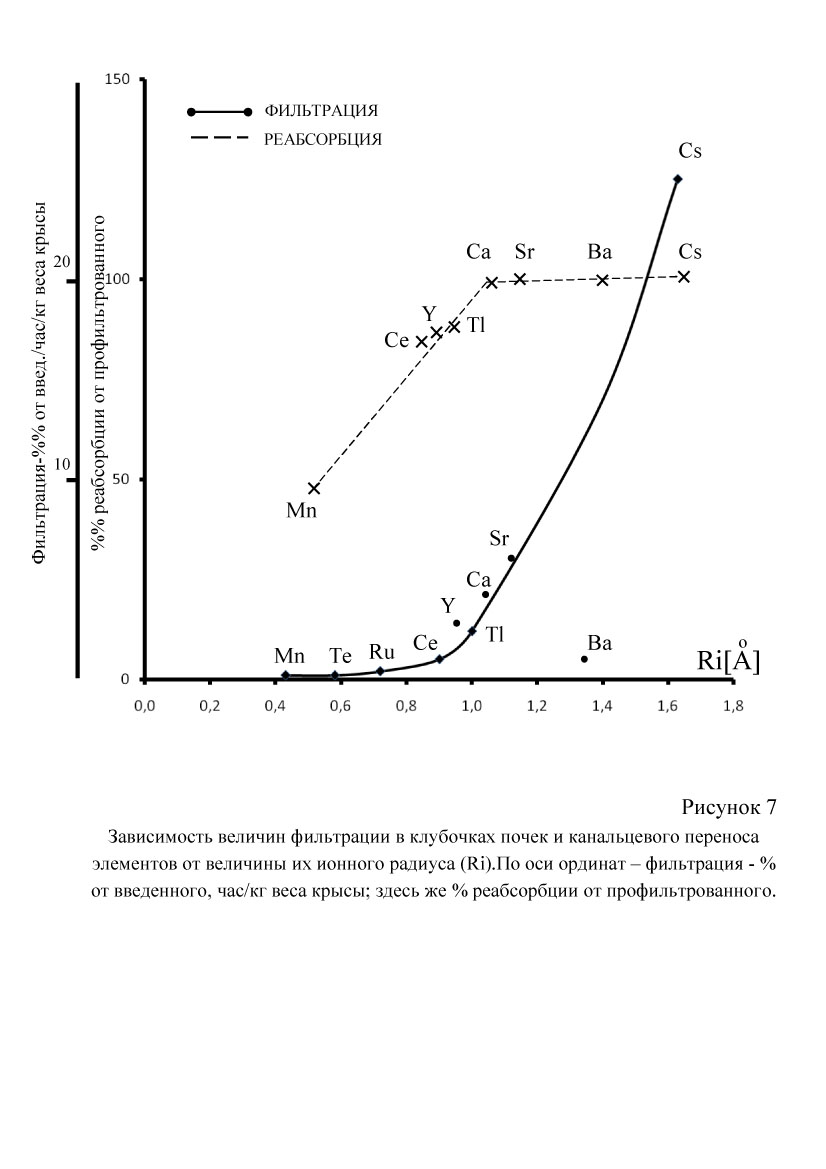 150
ФИЛЬТРАЦИЯ
РЕАБСОРБЦИЯ
Фильтрация-%% от введ./час/кг веса крысы
20
10
%% реабсорбции от профильтрованного
100
50
0
Cs
Ca Sr Ba Cs
Y
Ce Tl
Mn
Sr
Ca
Y
Mn Te Ru Ce Tl Ba
Ri[Å]
0,0 0,2 0,4 0,6 0,8 1,0 1,2 1,4 1,6 1,8
Рисунок 7
Зависимость величин фильтрации в клубочках почек и канальцевого переноса
элементов от величины их ионного радиуса (Ri).По оси ординат – фильтрация - %
от введенного, час/кг веса крысы; здесь же % реабсорбции от профильтрованного.